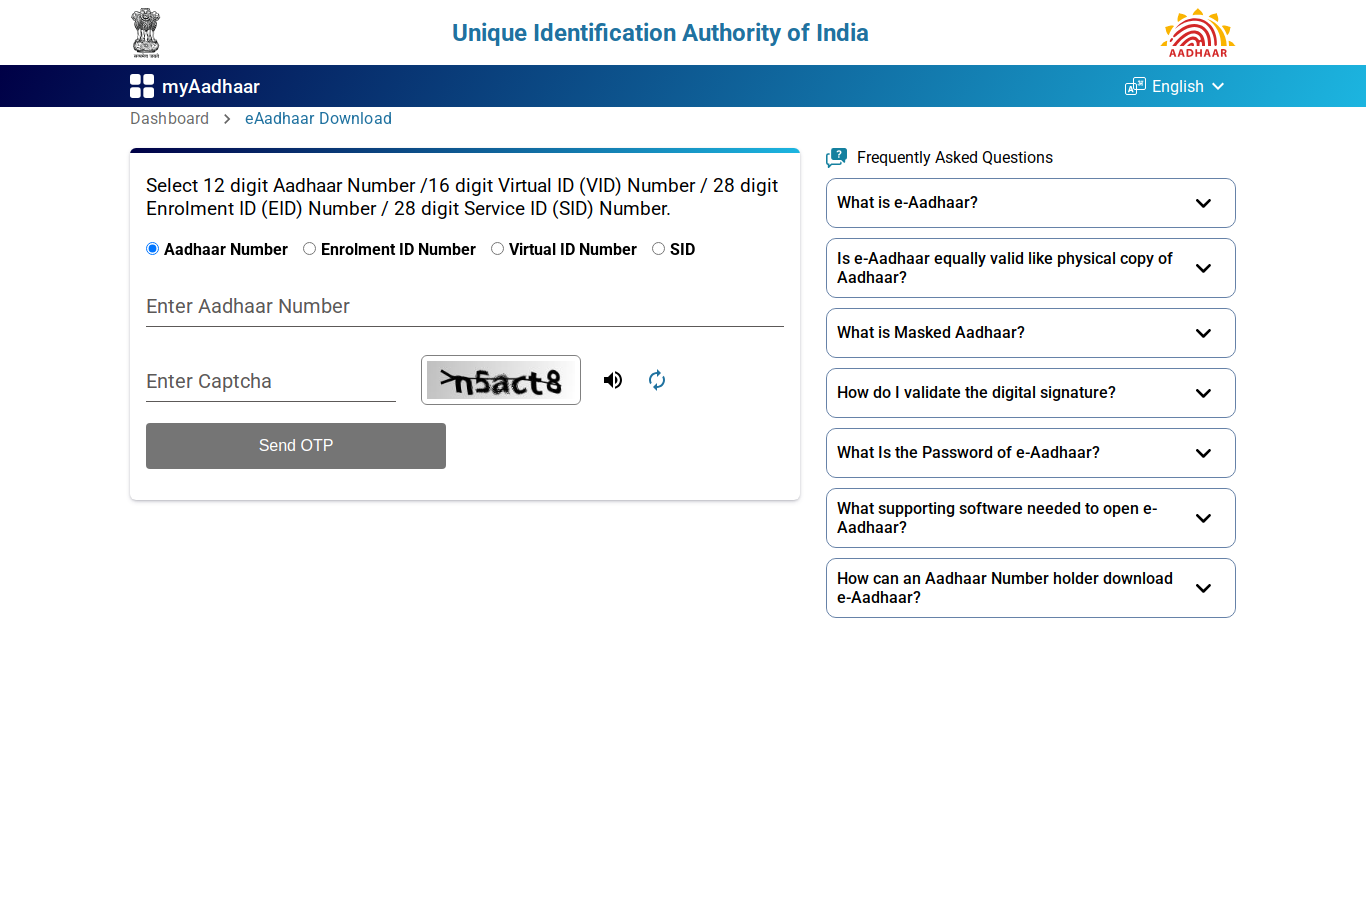 Unique Identification Authority of India
सत्यमेव जयते
AADHAAR
myAadhaar
English
Dashboard
eAadhaar Download
Select 12 digit Aadhaar Number /16 digit Virtual ID (VID) Number / 28 digit
Enrolment ID (EID) Number / 28 digit Service ID (SID) Number.
Aadhaar Number
Enrolment ID Number
Virtual ID Number
SID
Enter Aadhaar Number
Enter Captcha
n5act8
Send OTP
Frequently Asked Questions
What is e-Aadhaar?
Is e-Aadhaar equally valid like physical copy of
Aadhaar?
What is Masked Aadhaar?
How do I validate the digital signature?
What Is the Password of e-Aadhaar?
What supporting software needed to open e-
Aadhaar?
How can an Aadhaar Number holder download
e-Aadhaar?